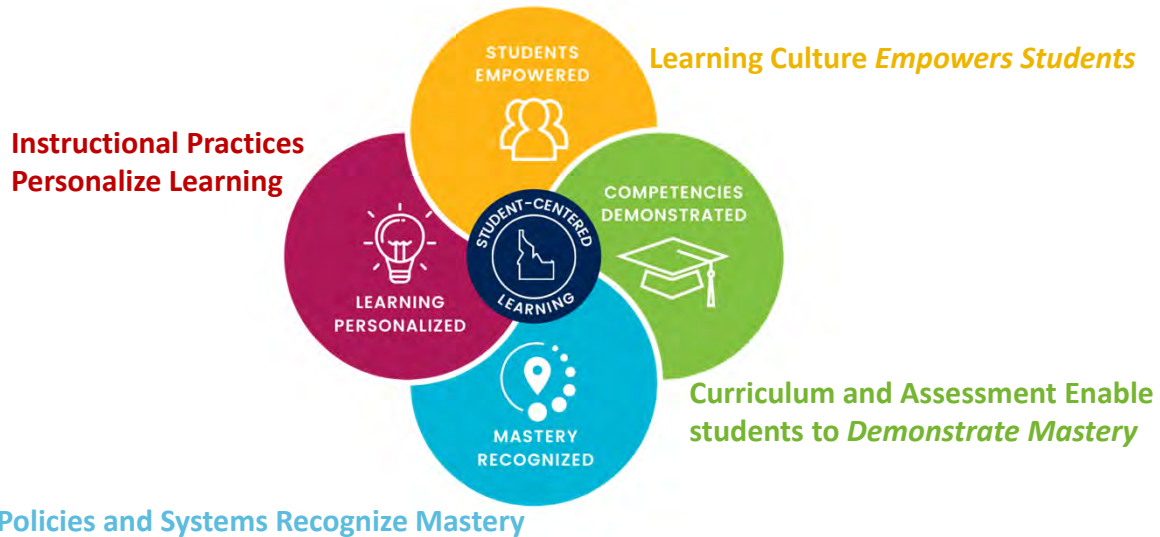 STUDENTS
EMPOWERED
Learning Culture Empowers Students
Instructional Practices
Personalize Learning
COMPETENCIES
DEMONSTRATED
STUDENT-CENTERED
LEARNING
LEARNING
PERSONALIZED
MASTERY
RECOGNIZED
Curriculum and Assessment Enable
students to Demonstrate Mastery
Policies and Systems Recognize Mastery